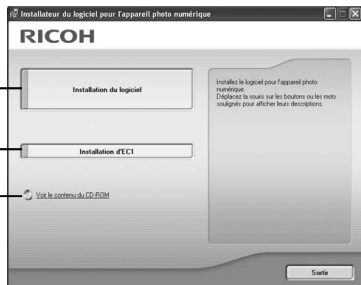 Installateur du logiciel pour l'appareil photo numérique
RICOH
Installation du logiciel
Installez le logiciel pour l'appareil photo
numérique.
Déplacez la souris sur les boutons ou les mots
soulignés pour afficher leurs descriptions.
Installation d'EC1
Voir le contenu du CD-ROM
Sortir